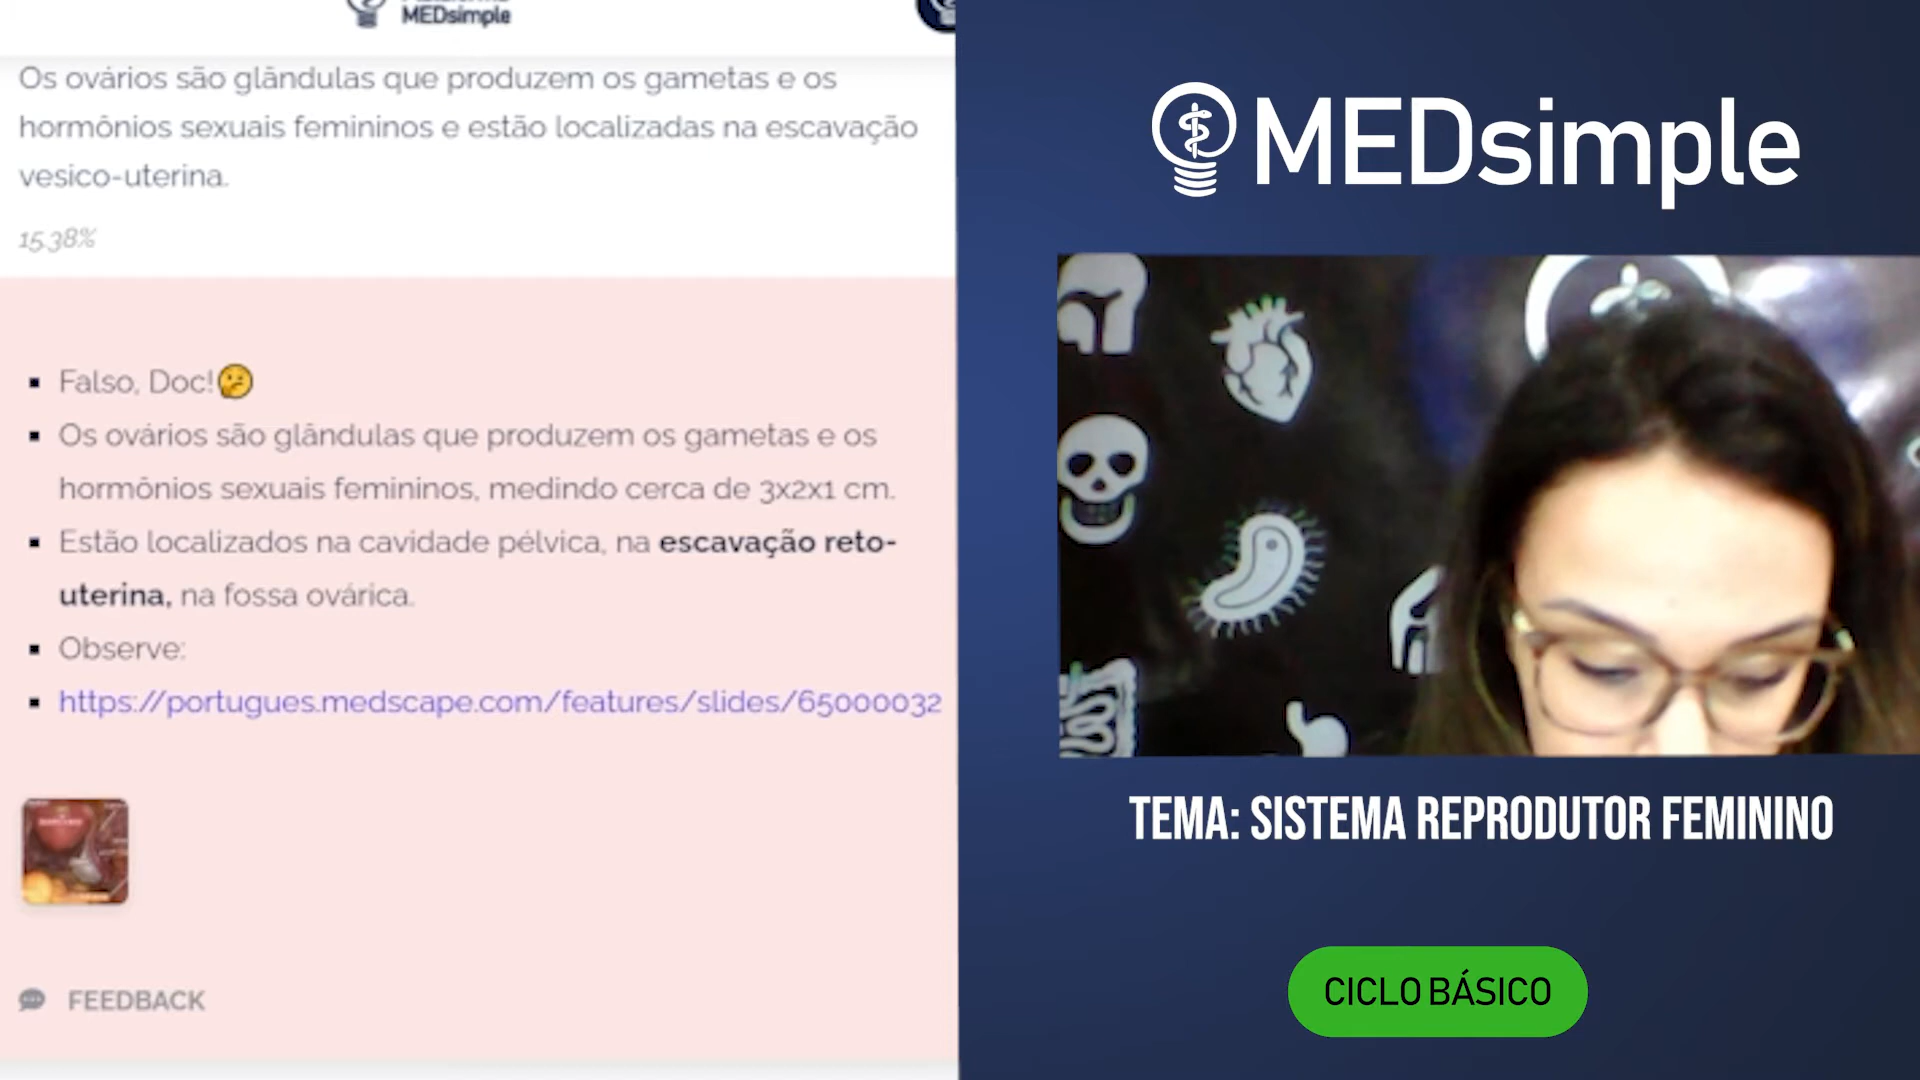 MEDsimple
Os ovários são glândulas que produzem os gametas e os
hormônios sexuais femininos e estão localizadas na escavação
vesico-uterina.
15.38%
Falso, Doc!🤔
Os ovários são glândulas que produzem os gametas e os
hormônios sexuais femininos, medindo cerca de 3x2x1 cm.
Estão localizados na cavidade pélvica, na escavação reto-
uterina, na fossa ovárica.
Observe:
https://portugues.medscape.com/features/slides/65000032
FEEDBACK
MEDsimple
TEMA: SISTEMA REPRODUTOR FEMININO
CICLO BÁSICO